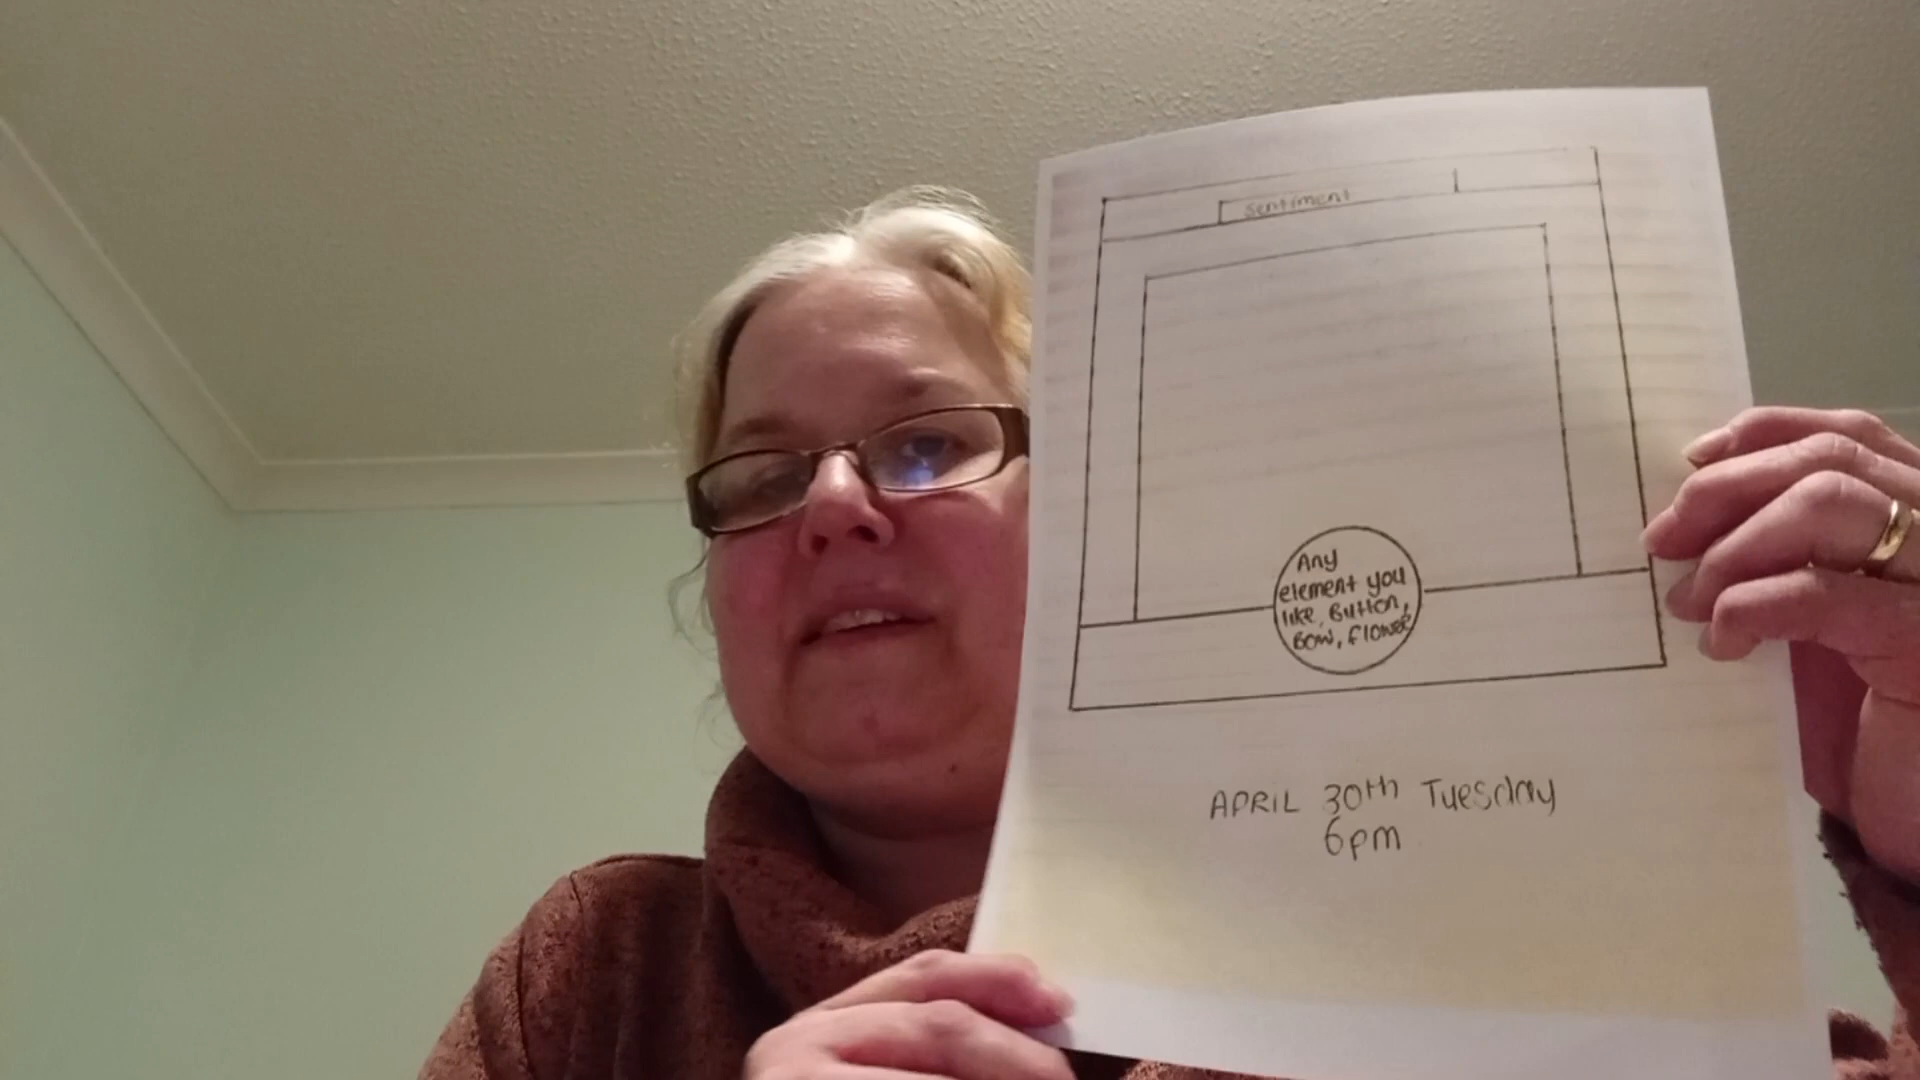 sentiment
Any
element you
like, Button,
Bow, flower
APRIL 30th Tuesday
6pm